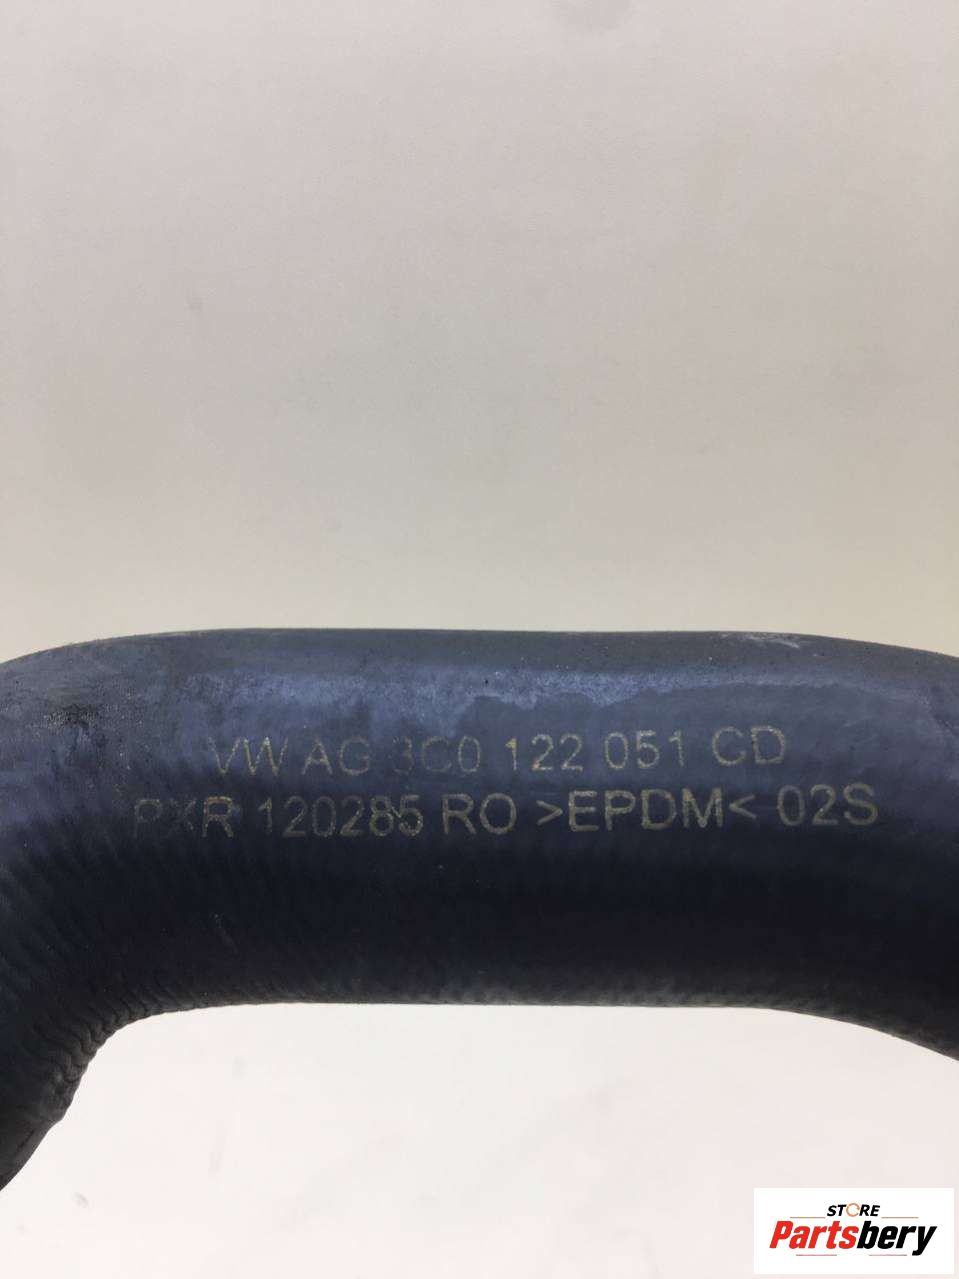 VW AG 3C0 122 051 CD
PXR 120285 RO >EPDM< 02S
STORE
Partsbery